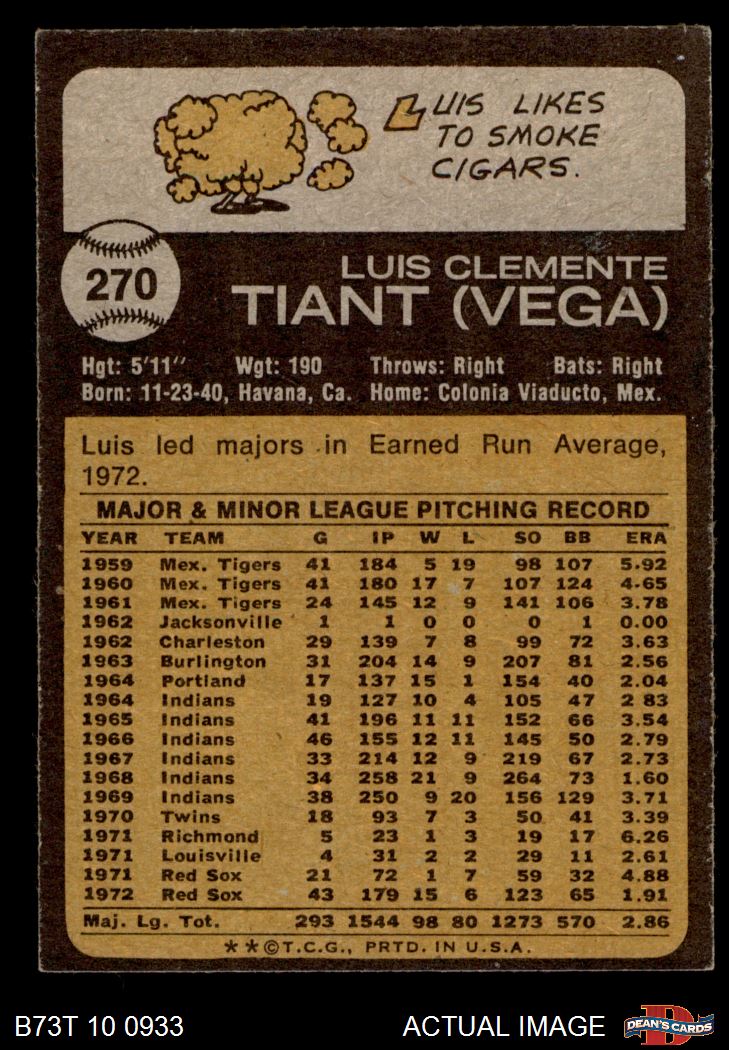 LUIS LIKES
TO SMOKE
CIGARS.
270
LUIS CLEMENTE
TIANT (VEGA)
Hgt: 5'11" Wgt: 190 Throws: Right Bats: Right
Born: 11-23-40, Havana, Ca. Home: Colonia Viaducto, Mex.
Luis led majors in Earned Run Average,
1972.
MAJOR & MINOR LEAGUE PITCHING RECORD
YEAR TEAM G IP W L SO BB ERA
1959 Mex. Tigers 41 184 5 19 98 107 5.92
1960 Mex. Tigers 41 180 17 7 107 124 4.65
1961 Mex. Tigers 24 145 12 9 141 106 3.78
1962 Jacksonville 1 1 0 0 0 1 0.00
1962 Charleston 29 139 7 8 99 72 3.63
1963 Burlington 31 204 14 9 207 81 2.56
1964 Portland 17 137 15 1 154 40 2.04
1964 Indians 19 127 10 4 105 47 2 83
1965 Indians 41 196 11 11 152 66 3.54
1966 Indians 46 155 12 11 145 50 2.79
1967 Indians 33 214 12 9 219 67 2.73
1968 Indians 34 258 21 9 264 73 1.60
1969 Indians 38 250 9 20 156 129 3.71
1970 Twins 18 93 7 3 50 41 3.39
1971 Richmond 5 23 1 3 19 17 6.26
1971 Louisville 4 31 2 2 29 11 2.61
1971 Red Sox 21 72 1 7 59 32 4.88
1972 Red Sox 43 179 15 6 123 65 1.91
Maj. Lg. Tot. 293 1544 98 80 1273 570 2.86
★★©T.C.G., PRTD. IN U.S.A.
B73T 10 0933 ACTUAL IMAGE
D
DEAN'S CARDS